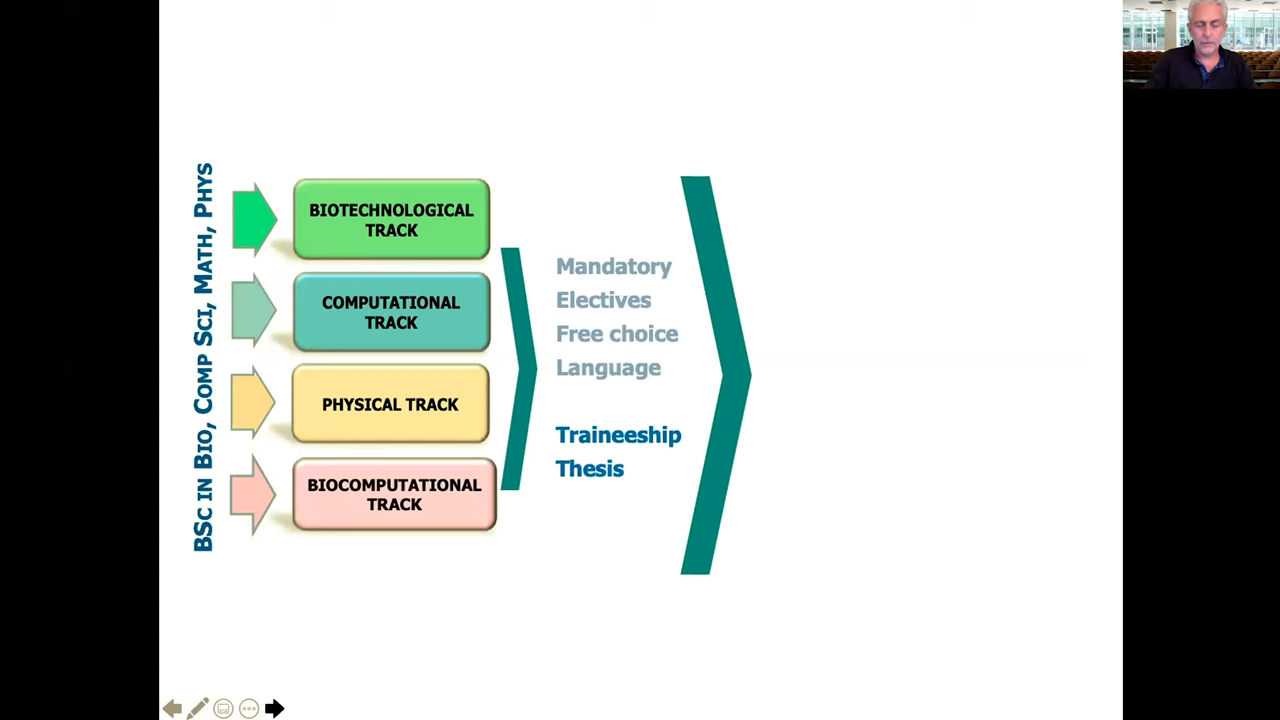 BSC IN BIO, COMP SCI, MATH, PHYS
BIOTECHNOLOGICAL
TRACK
COMPUTATIONAL
TRACK
PHYSICAL TRACK
BIOCOMPUTATIONAL
TRACK
Mandatory
Electives
Free choice
Language
Traineeship
Thesis